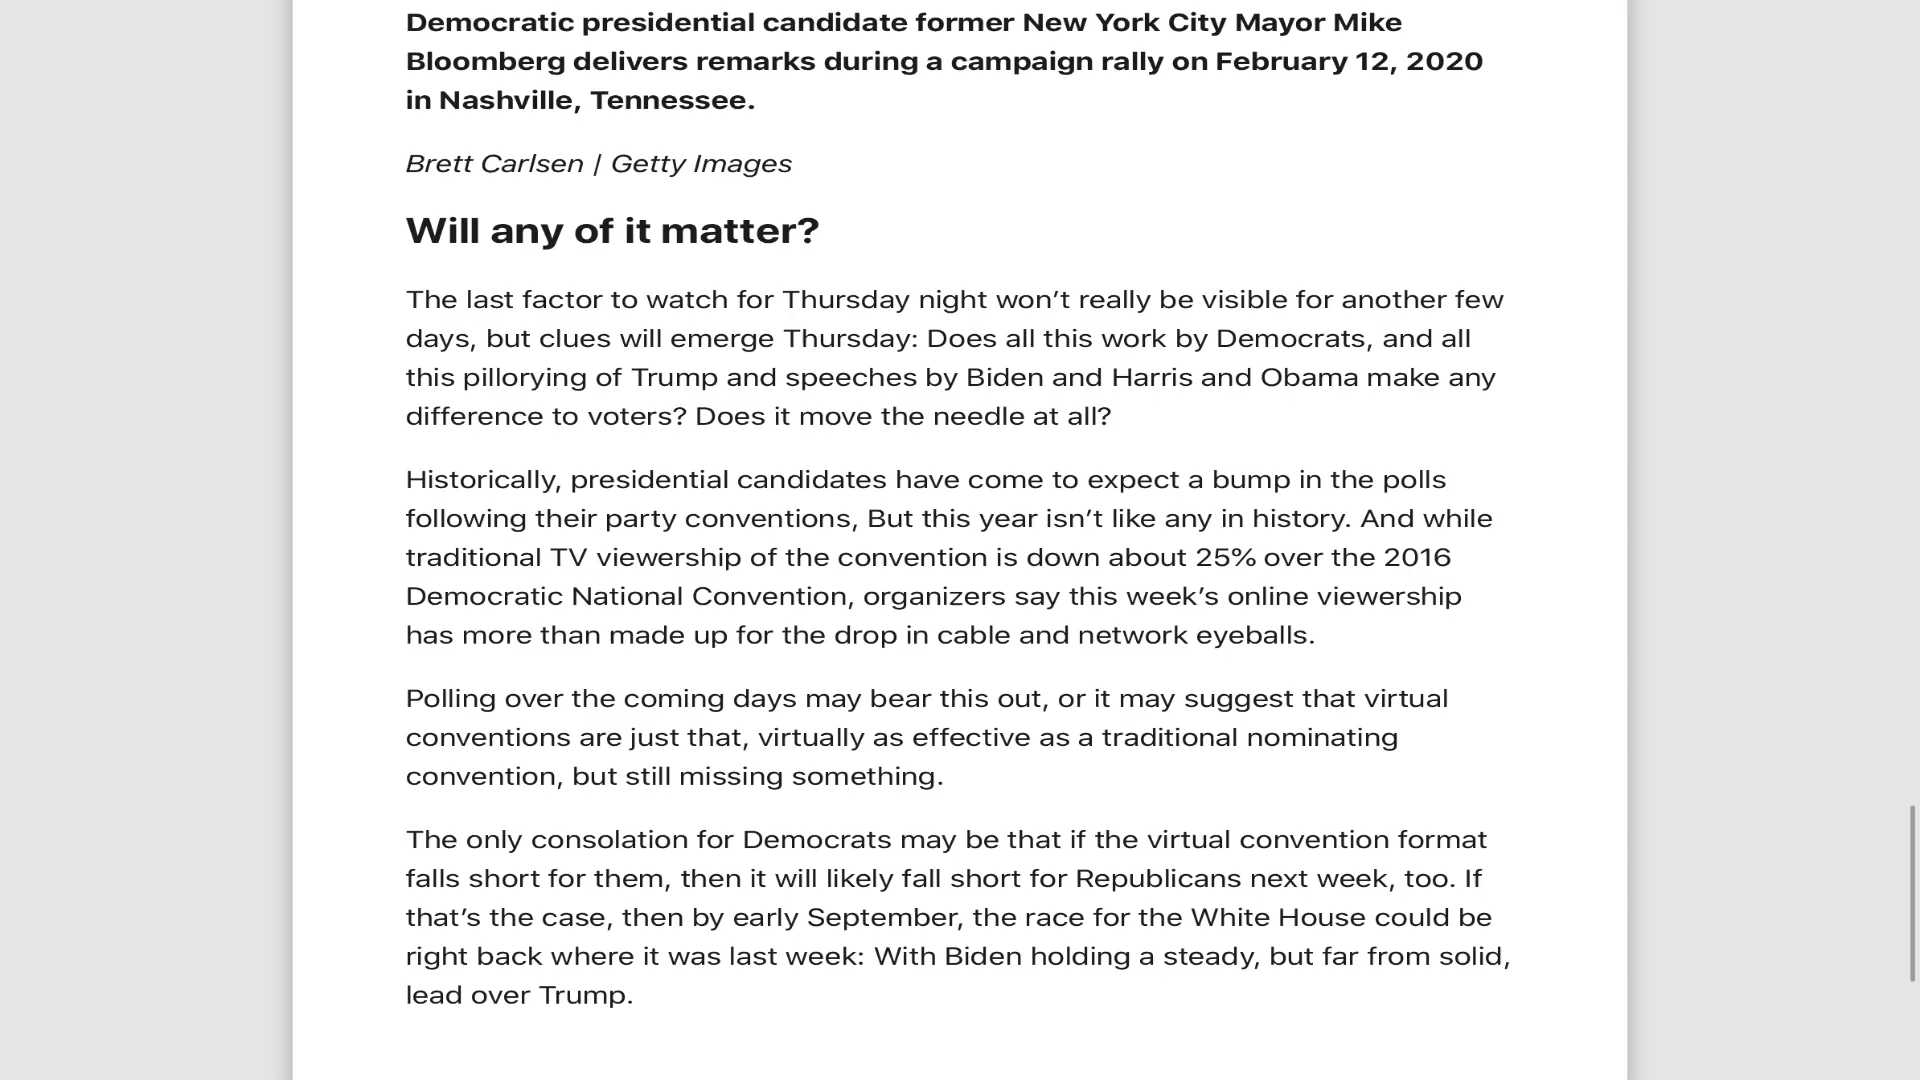 Democratic presidential candidate former New York City Mayor Mike
Bloomberg delivers remarks during a campaign rally on February 12, 2020
in Nashville, Tennessee.
Brett Carlsen | Getty Images
Will any of it matter?
The last factor to watch for Thursday night won’t really be visible for another few
days, but clues will emerge Thursday: Does all this work by Democrats, and all
this pillorying of Trump and speeches by Biden and Harris and Obama make any
difference to voters? Does it move the needle at all?
Historically, presidential candidates have come to expect a bump in the polls
following their party conventions, But this year isn’t like any in history. And while
traditional TV viewership of the convention is down about 25% over the 2016
Democratic National Convention, organizers say this week’s online viewership
has more than made up for the drop in cable and network eyeballs.
Polling over the coming days may bear this out, or it may suggest that virtual
conventions are just that, virtually as effective as a traditional nominating
convention, but still missing something.
The only consolation for Democrats may be that if the virtual convention format
falls short for them, then it will likely fall short for Republicans next week, too. If
that’s the case, then by early September, the race for the White House could be
right back where it was last week: With Biden holding a steady, but far from solid,
lead over Trump.